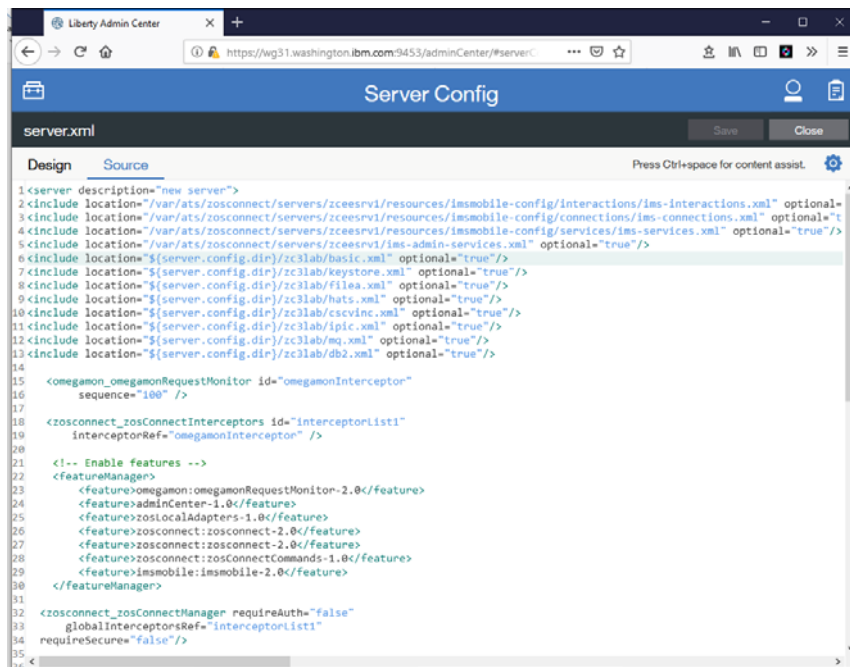 Liberty Admin Center
https://wg31.washington.ibm.com:9453/adminCenter/#serverC
Server Config
server.xml
Save
Close
Design
Source
Press Ctrl+space for content assist.
1 <server description="new server">
2 <include location="/var/ats/zosconnect/servers/zceesrv1/resources/imsmobile-config/interactions/ims-interactions.xml" optional=
3 <include location="/var/ats/zosconnect/servers/zceesrv1/resources/imsmobile-config/connections/ims-connections.xml" optional="t
4 <include location="/var/ats/zosconnect/servers/zceesrv1/resources/imsmobile-config/services/ims-services.xml" optional="true"/>
5 <include location="/var/ats/zosconnect/servers/zceesrv1/ims-admin-services.xml" optional="true"/>
6 <include location="${server.config.dir}/zc3lab/basic.xml" optional="true"/>
7 <include location="${server.config.dir}/zc3lab/keystore.xml" optional="true"/>
8 <include location="${server.config.dir}/zc3lab/filea.xml" optional="true"/>
9 <include location="${server.config.dir}/zc3lab/hats.xml" optional="true"/>
10 <include location="${server.config.dir}/zc3lab/cscvinc.xml" optional="true"/>
11 <include location="${server.config.dir}/zc3lab/ipic.xml" optional="true"/>
12 <include location="${server.config.dir}/zc3lab/mq.xml" optional="true"/>
13 <include location="${server.config.dir}/zc3lab/db2.xml" optional="true"/>
14
15 <omegamon_omegamonRequestMonitor id="omegamonInterceptor"
16 sequence="100" />
17
18 <zosconnect_zosConnectInterceptors id="interceptorList1"
19 interceptorRef="omegamonInterceptor" />
20
21 <!-- Enable features -->
22 <featureManager>
23 <feature>omegamon:omegamonRequestMonitor-2.0</feature>
24 <feature>adminCenter-1.0</feature>
25 <feature>zosLocalAdapters-1.0</feature>
26 <feature>zosconnect:zosconnect-2.0</feature>
27 <feature>zosconnect:zosconnect-2.0</feature>
28 <feature>zosconnect:zosConnectCommands-1.0</feature>
29 <feature>imsmobile:imsmobile-2.0</feature>
30 </featureManager>
31
32 <zosconnect_zosConnectManager requireAuth="false"
33 globalInterceptorsRef="interceptorList1"
34 requireSecure="false"/>
35
36